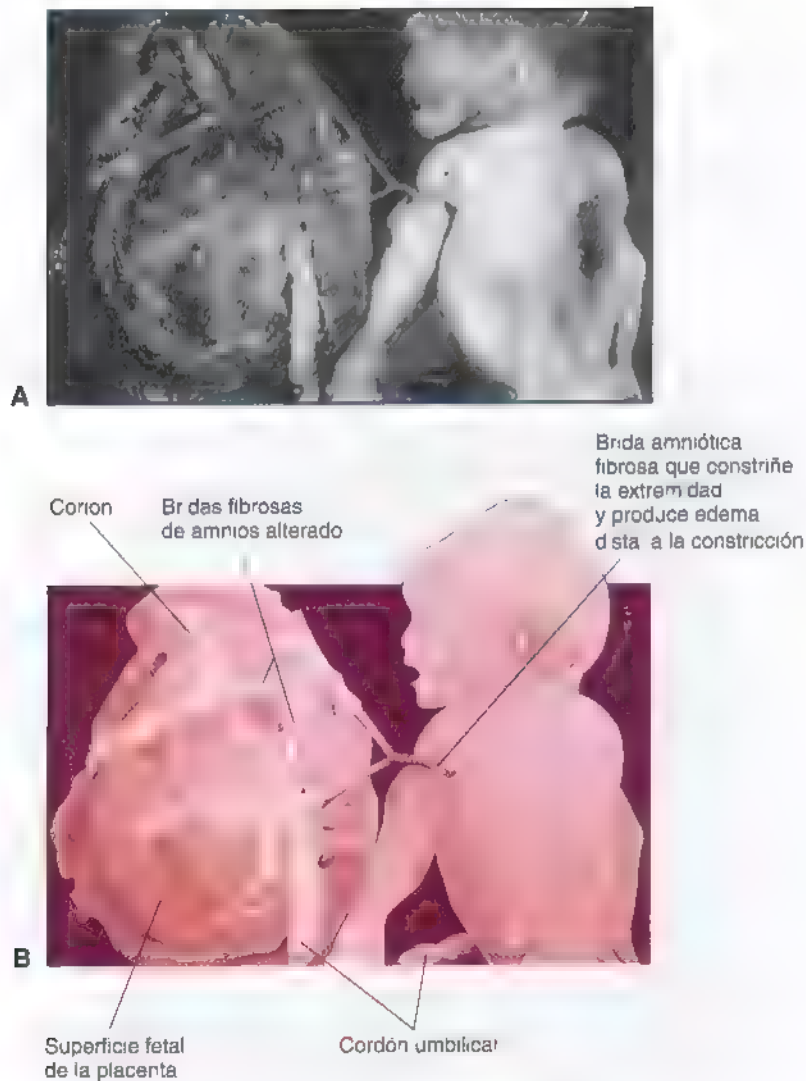 A
Brida amniótica
fibrosa que constriñe
la extremidad
y produce edema
distal a la constricción
Corion
Bridas fibrosas
de amnios alterado
B
Superficie fetal
de la placenta
Cordón umbilical